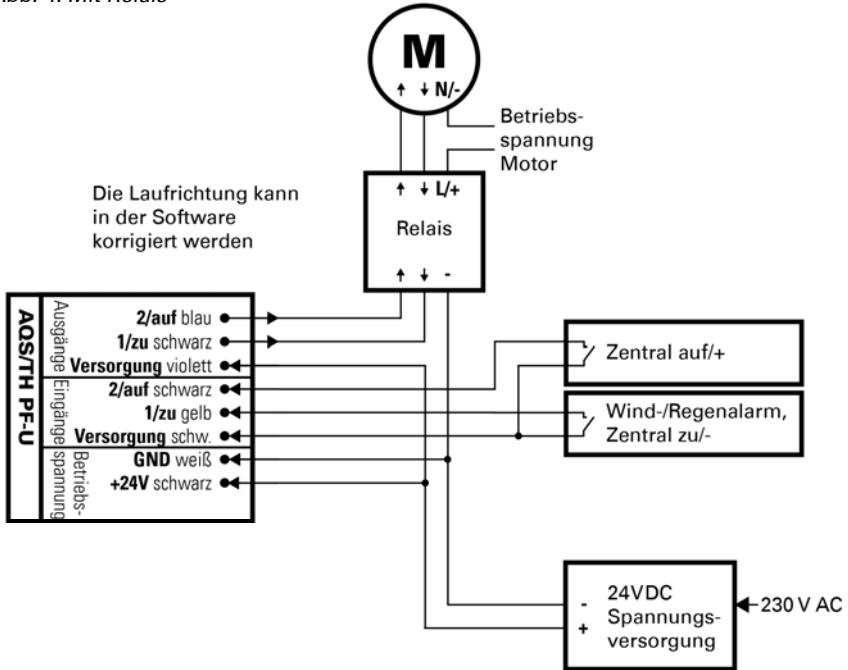 Abb. 4: Mit Relais
M
↑ ↓ N/-
Betriebs-
spannung
Motor
↑ ↓ L/+
Relais
↑ ↓ -
Die Laufrichtung kann
in der Software
korrigiert werden
AQS/TH PF-U
Ausgänge
2/auf blau
1/zu schwarz
Versorgung violett
Eingänge
2/auf schwarz
1/zu gelb
Versorgung schw.
Betriebs-
spannung
GND weiß
+24V schwarz
Zentral auf/+
Wind-/Regenalarm,
Zentral zu/-
-
+
24VDC
Spannungs-
versorgung
230 V AC